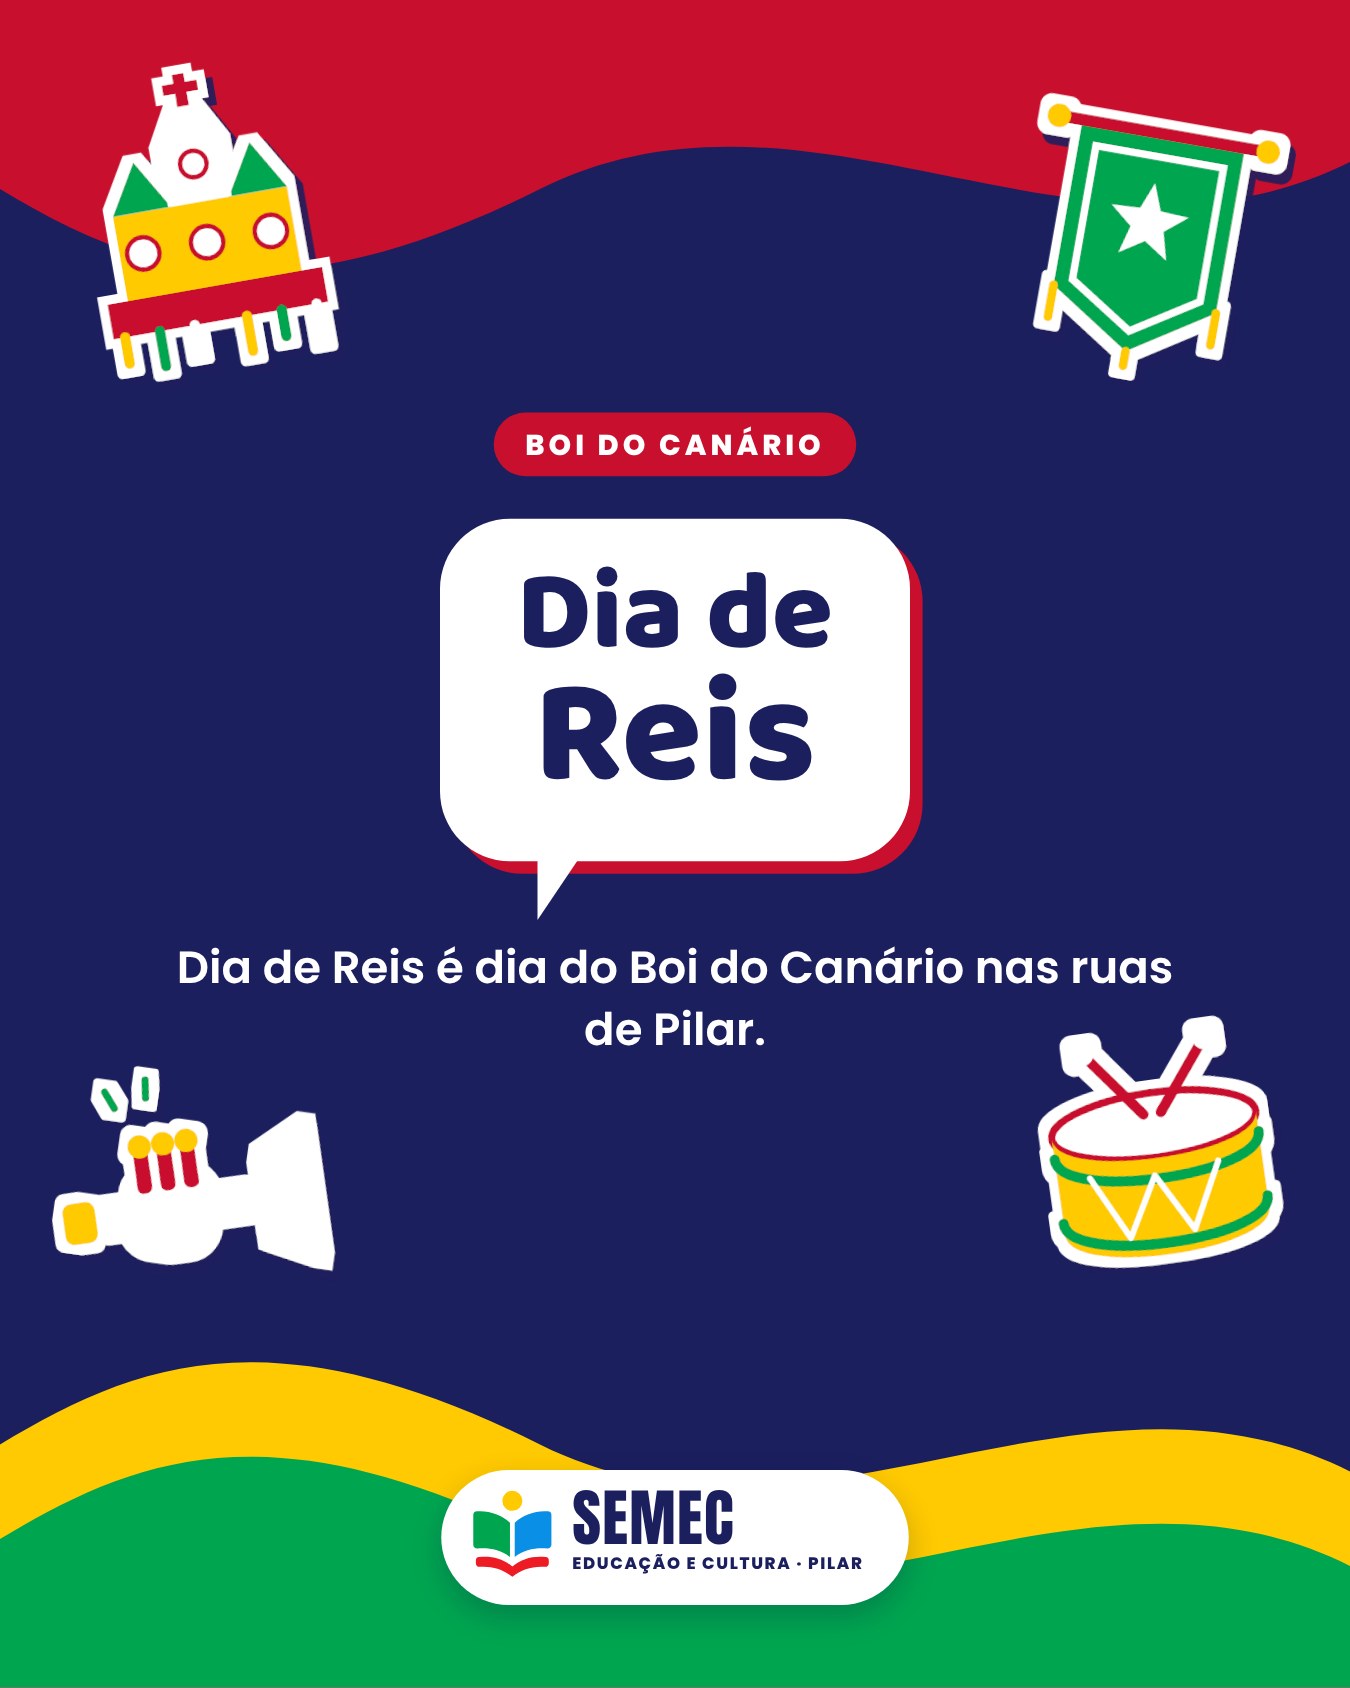 BOI DO CANÁRIO
Dia de
Reis
Dia de Reis é dia do Boi do Canário nas ruas
de Pilar.
SEMEC
EDUCAÇÃO E CULTURA · PILAR